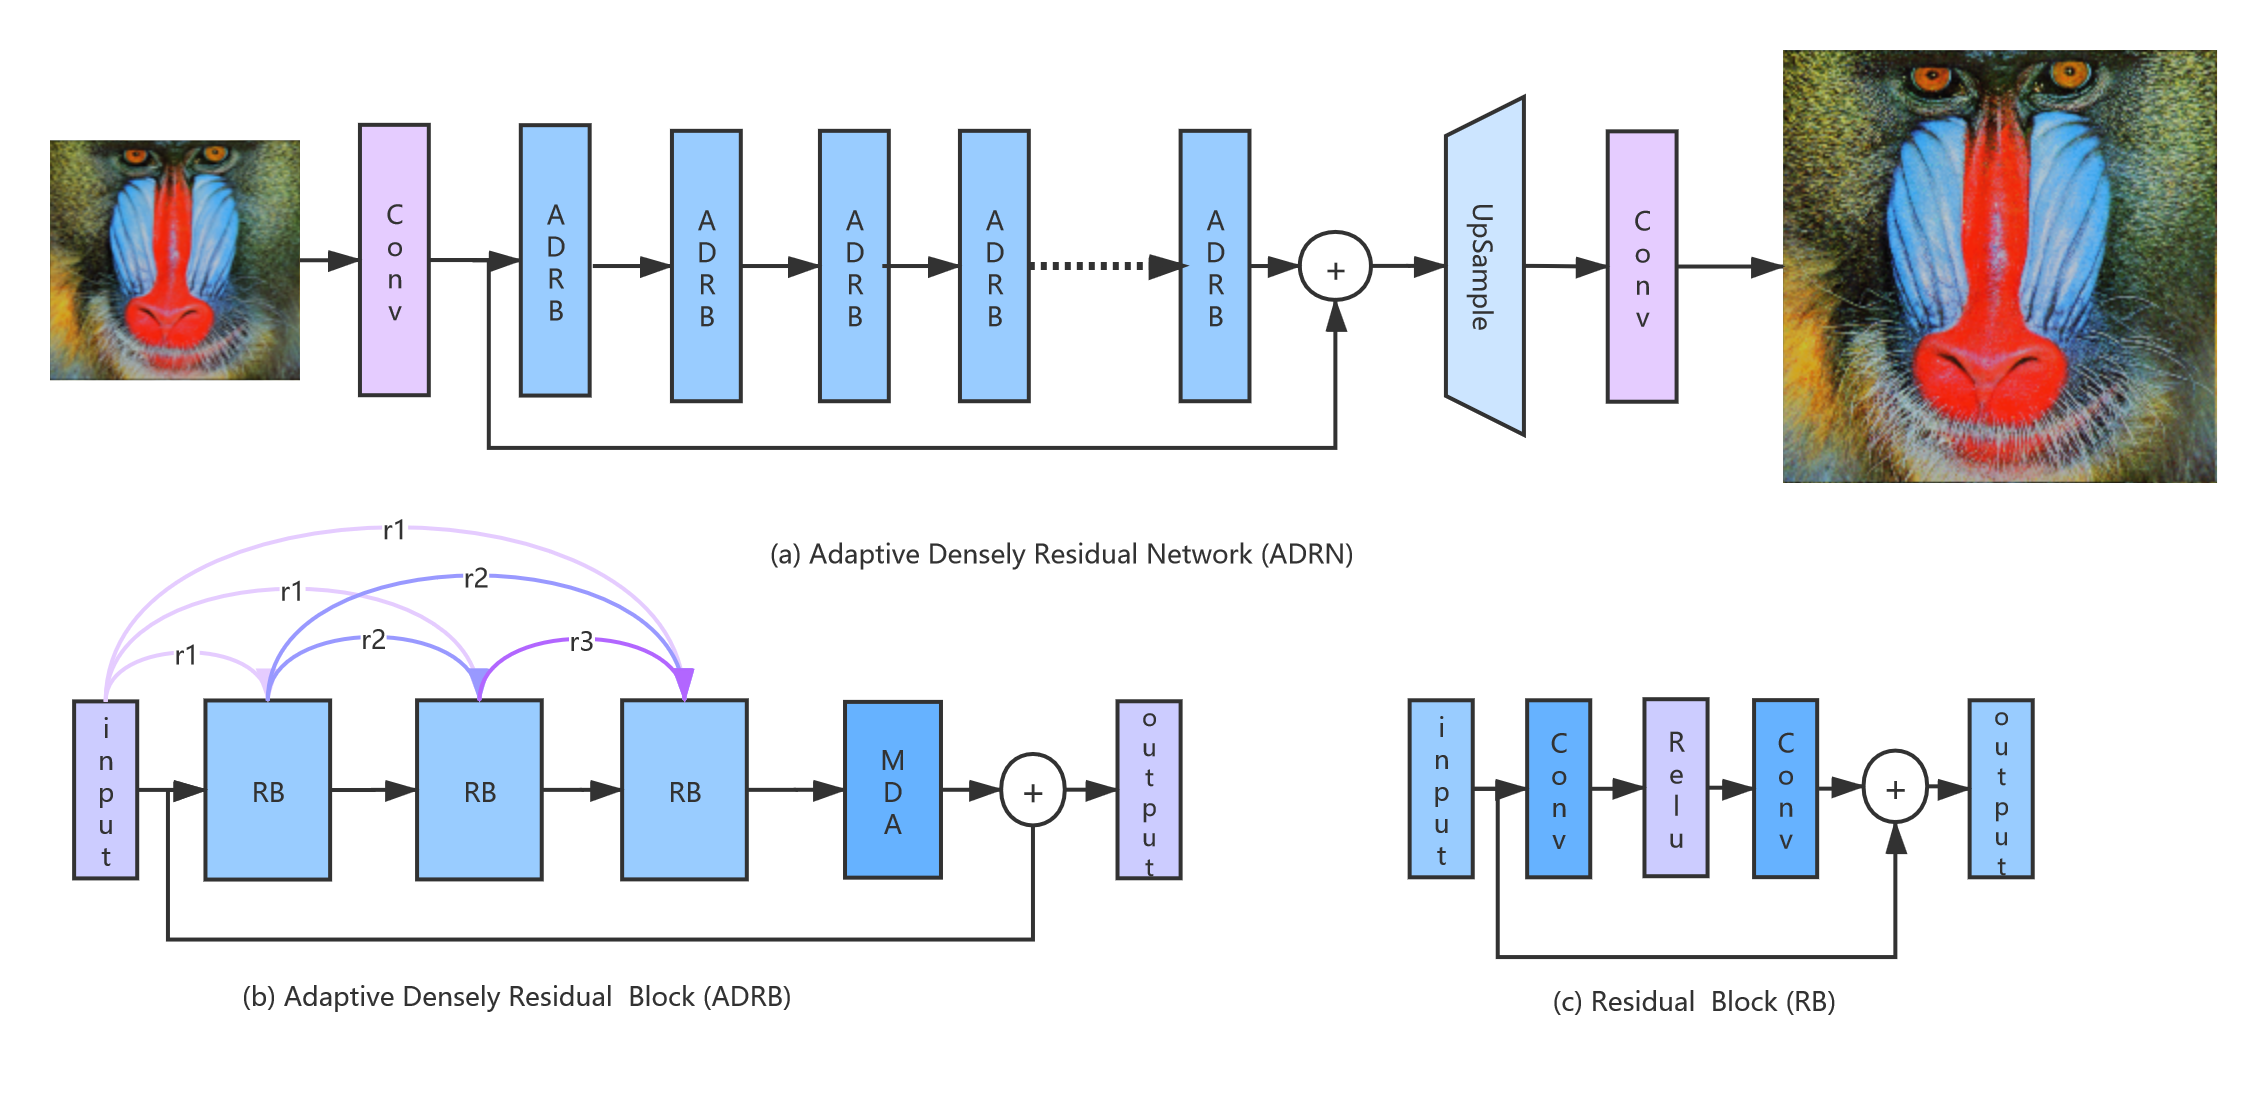 Conv
ADRB
ADRB
ADRB
ADRB
ADRB
+
UpSample
Conv
(a) Adaptive Densely Residual Network (ADRN)
r1
r1
r2
r1
r2
r3
input
RB
RB
RB
MDA
+
output
(b) Adaptive Densely Residual Block (ADRB)
input
Conv
Relu
Conv
+
output
(c) Residual Block (RB)